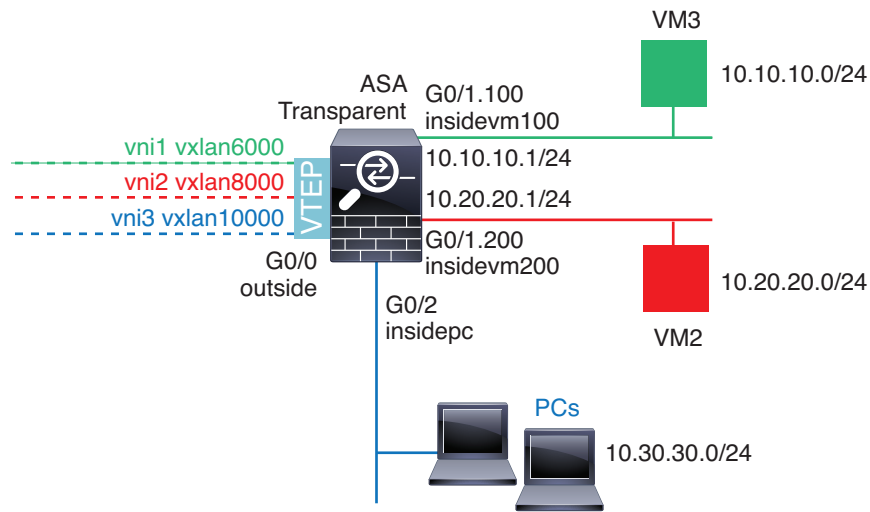 VM3
10.10.10.0/24
ASA
Transparent
G0/1.100
insidevm100
vni1 vxlan6000
vni2 vxlan8000
vni3 vxlan10000
VTEP
10.10.10.1/24
10.20.20.1/24
G0/0
outside
G0/1.200
insidevm200
10.20.20.0/24
VM2
G0/2
insidepc
PCs
10.30.30.0/24